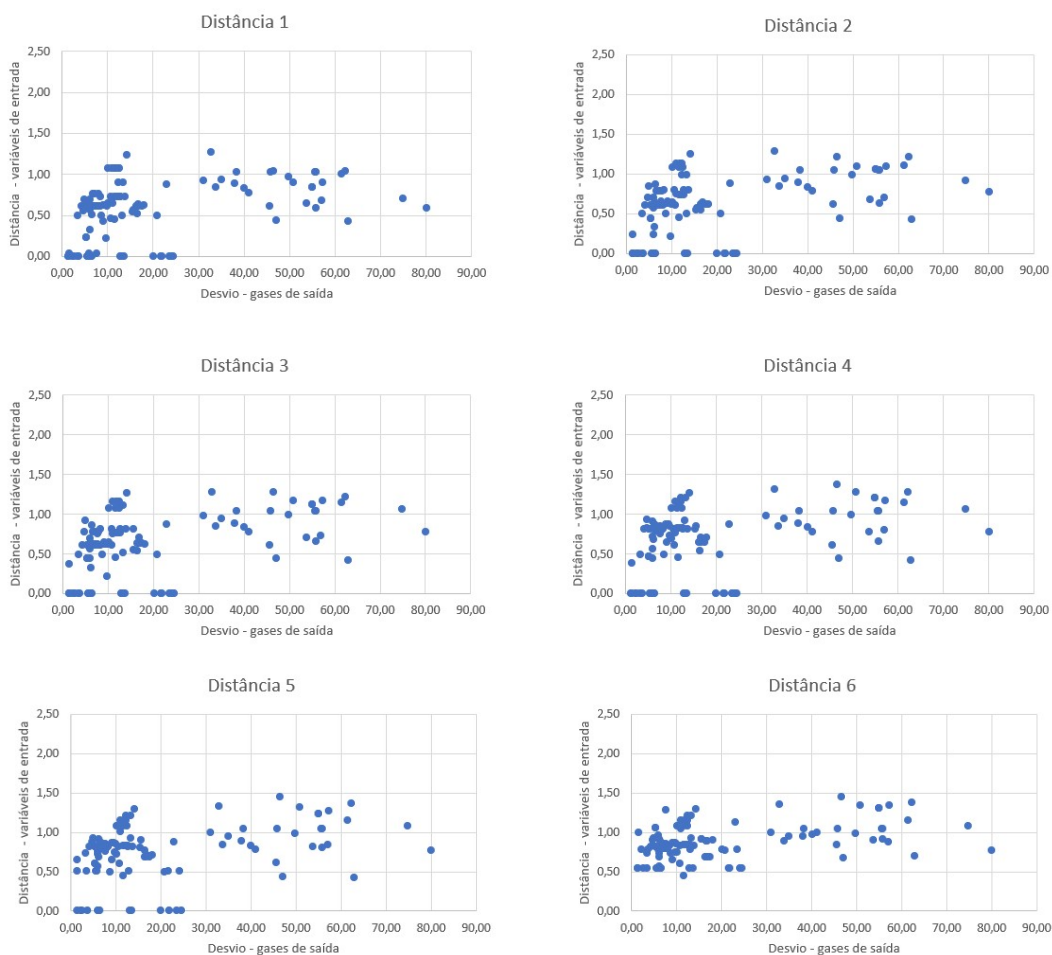 Distância 1
Distância - variáveis de entrada
2,50
2,00
1,50
1,00
0,50
0,00
0,00 10,00 20,00 30,00 40,00 50,00 60,00 70,00 80,00 90,00
Desvio - gases de saída
Distância 2
Distância - variáveis de entrada
2,50
2,00
1,50
1,00
0,50
0,00
0,00 10,00 20,00 30,00 40,00 50,00 60,00 70,00 80,00 90,00
Desvio - gases de saída
Distância 3
Distância - variáveis de entrada
2,50
2,00
1,50
1,00
0,50
0,00
0,00 10,00 20,00 30,00 40,00 50,00 60,00 70,00 80,00 90,00
Desvio - gases de saída
Distância 4
Distância - variáveis de entrada
2,50
2,00
1,50
1,00
0,50
0,00
0,00 10,00 20,00 30,00 40,00 50,00 60,00 70,00 80,00 90,00
Desvio - gases de saída
Distância 5
Distância - variáveis de entrada
2,50
2,00
1,50
1,00
0,50
0,00
0,00 10,00 20,00 30,00 40,00 50,00 60,00 70,00 80,00 90,00
Desvio - gases de saída
Distância 6
Distância - variáveis de entrada
2,50
2,00
1,50
1,00
0,50
0,00
0,00 10,00 20,00 30,00 40,00 50,00 60,00 70,00 80,00 90,00
Desvio - gases de saída